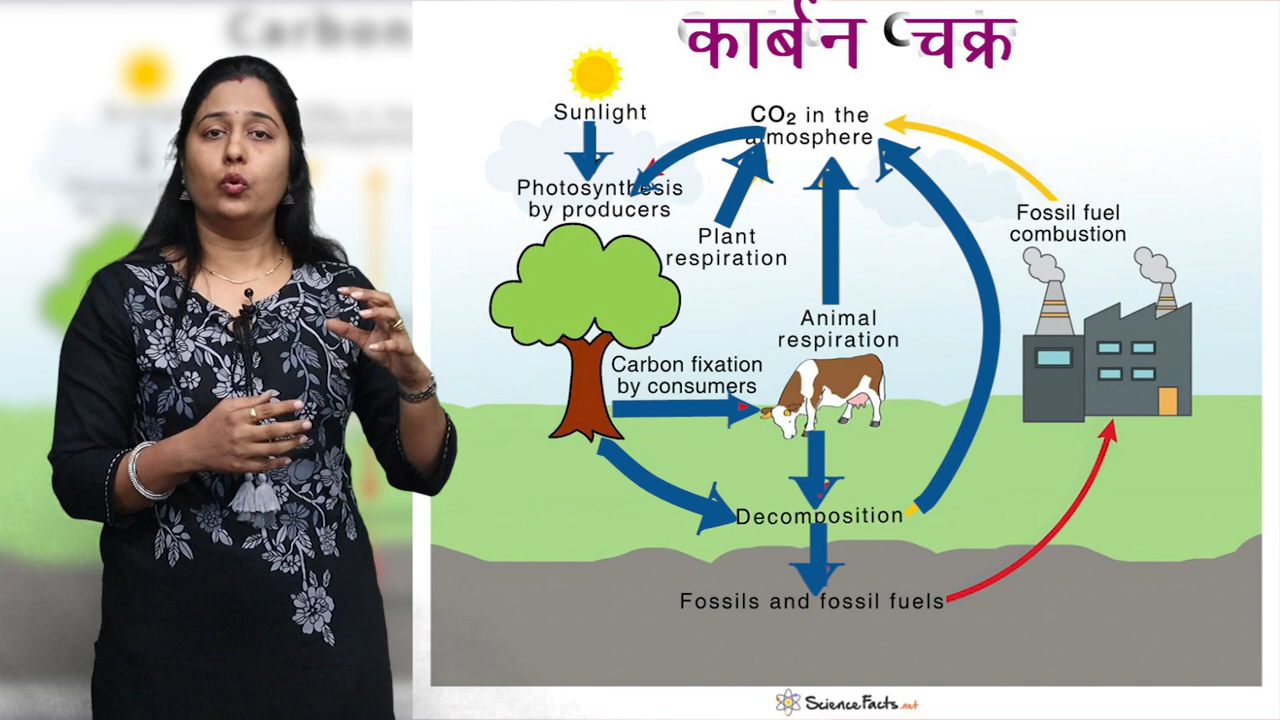 Carbon
कार्बन चक्र
Sunlight
CO₂ in the
atmosphere
Photosynthesis
by producers
Plant
respiration
Fossil fuel
combustion
Animal
respiration
Carbon fixation
by consumers
Decomposition
Fossils and fossil fuels
ScienceFacts.net